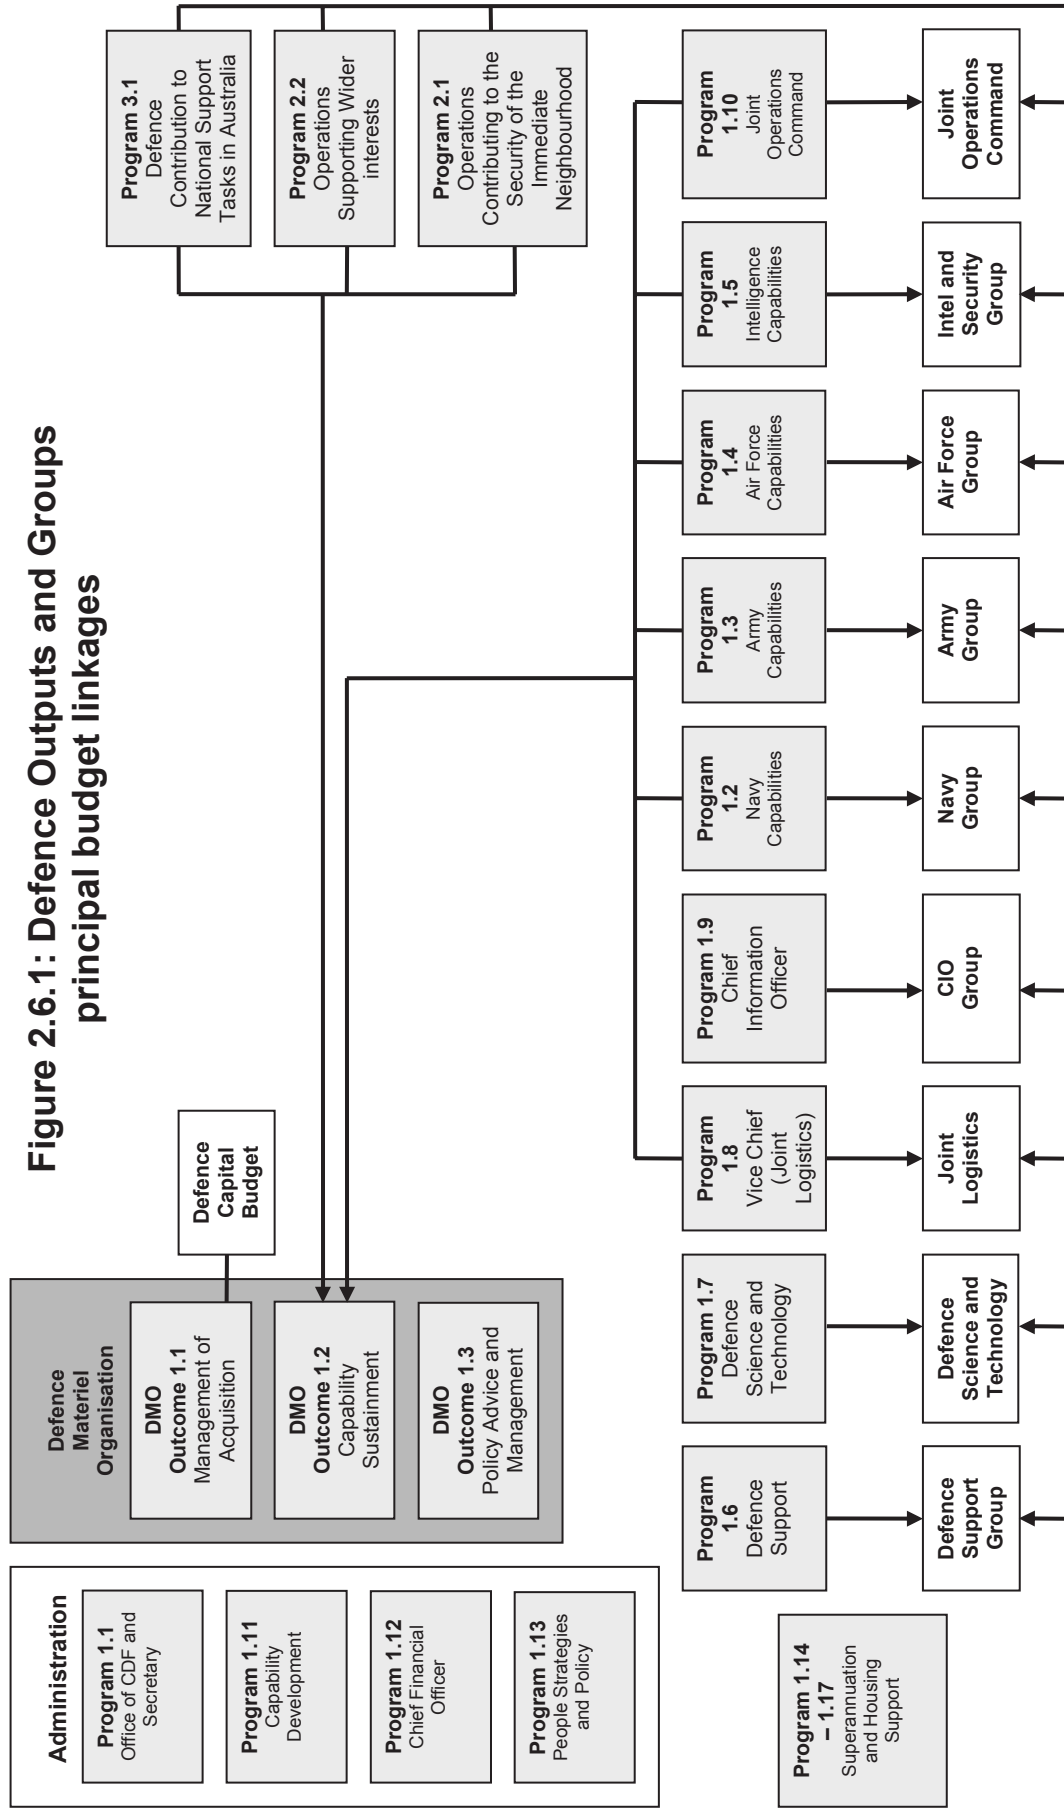 Figure 2.6.1: Defence Outputs and Groups
principal budget linkages
Administration
Program 1.1
Office of CDF and
Secretary
Program 1.11
Capability
Development
Program 1.12
Chief Financial
Officer
Program 1.13
People Strategies
and Policy
Defence
Materiel
Organisation
DMO
Outcome 1.1
Management of
Acquisition
DMO
Outcome 1.2
Capability
Sustainment
DMO
Outcome 1.3
Policy Advice and
Management
Defence
Capital
Budget
Program 3.1
Defence
Contribution to
National Support
Tasks in Australia
Program 2.2
Operations
Supporting Wider
interests
Program 2.1
Operations
Contributing to the
Security of the
Immediate
Neighbourhood
Program 1.14
– 1.17
Superannuation
and Housing
Support
Program
1.6
Defence
Support
Program 1.7
Defence
Science and
Technology
Program
1.8
Vice Chief
(Joint
Logistics)
Program 1.9
Chief
Information
Officer
Program
1.2
Navy
Capabilities
Program
1.3
Army
Capabilities
Program
1.4
Air Force
Capabilities
Program
1.5
Intelligence
Capabilities
Program
1.10
Joint
Operations
Command
Defence
Support
Group
Defence
Science and
Technology
Joint
Logistics
CIO
Group
Navy
Group
Army
Group
Air Force
Group
Intel and
Security
Group
Joint
Operations
Command